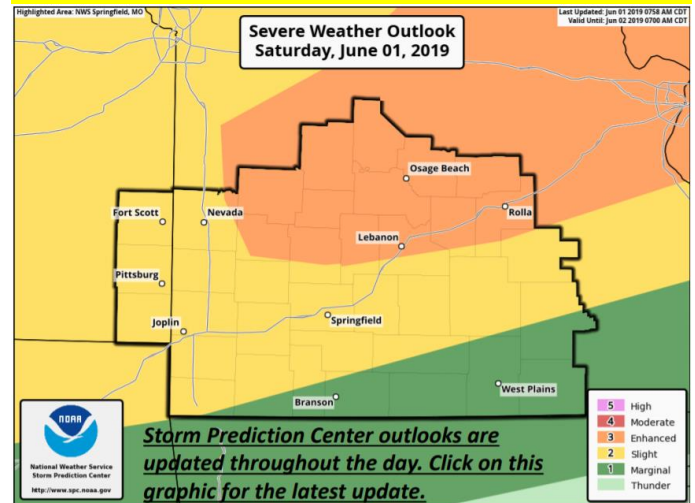 Highlighted Area: NWS Springfield, MO
Last Updated: Jun 01 2019 0758 AM CDT
Valid Until: Jun 02 2019 0700 AM CDT
Severe Weather Outlook
Saturday, June 01, 2019
Osage Beach
Fort Scott
Nevada
Rolla
Lebanon
Pittsburg
Joplin
Springfield
Branson
West Plains
NOAA
National Weather Service
Storm Prediction Center
http://www.spc.noaa.gov
Storm Prediction Center outlooks are
updated throughout the day. Click on this
graphic for the latest update.
5 High
4 Moderate
3 Enhanced
2 Slight
1 Marginal
Thunder